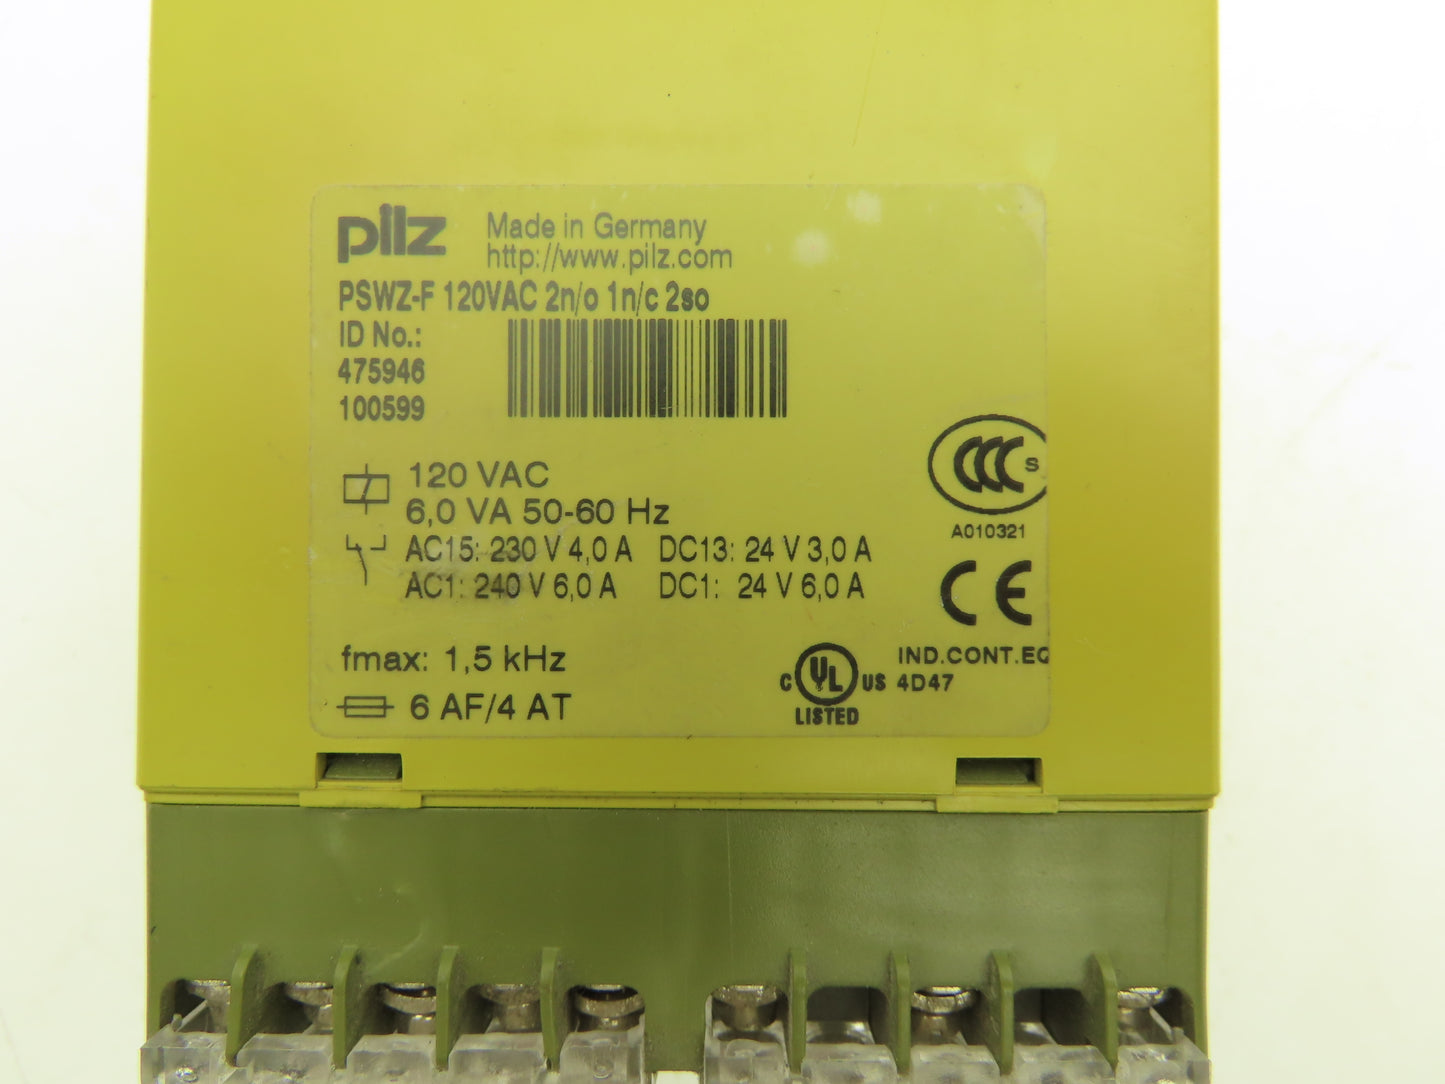 pilz
Made in Germany
http://www.pilz.com
PSWZ-F 120VAC 2n/o 1n/c 2so
ID No.:
475946
100599
120 VAC
6,0 VA 50-60 Hz
AC15: 230 V 4,0 A DC13: 24 V 3,0 A
AC1: 240 V 6,0 A DC1: 24 V 6,0 A
CCC S
A010321
CE
fmax: 1,5 kHz
6 AF/4 AT
C UL US
LISTED
IND.CONT.EQ
4D47